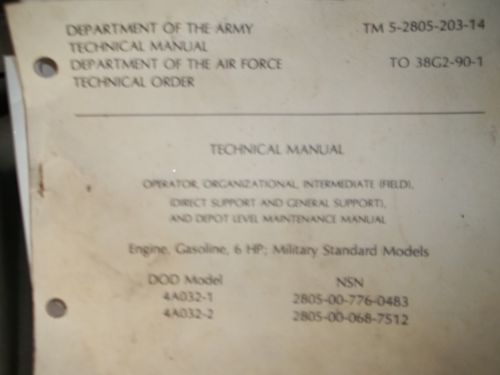 DEPARTMENT OF THE ARMY TM 5-2805-203-14
TECHNICAL MANUAL
DEPARTMENT OF THE AIR FORCE TO 38G2-90-1
TECHNICAL ORDER
TECHNICAL MANUAL
OPERATOR, ORGANIZATIONAL, INTERMEDIATE (FIELD),
(DIRECT SUPPORT AND GENERAL SUPPORT),
AND DEPOT LEVEL MAINTENANCE MANUAL
Engine, Gasoline, 6 HP; Military Standard Models
DOD Model NSN
4A032-1 2805-00-776-0483
4A032-2 2805-00-068-7512